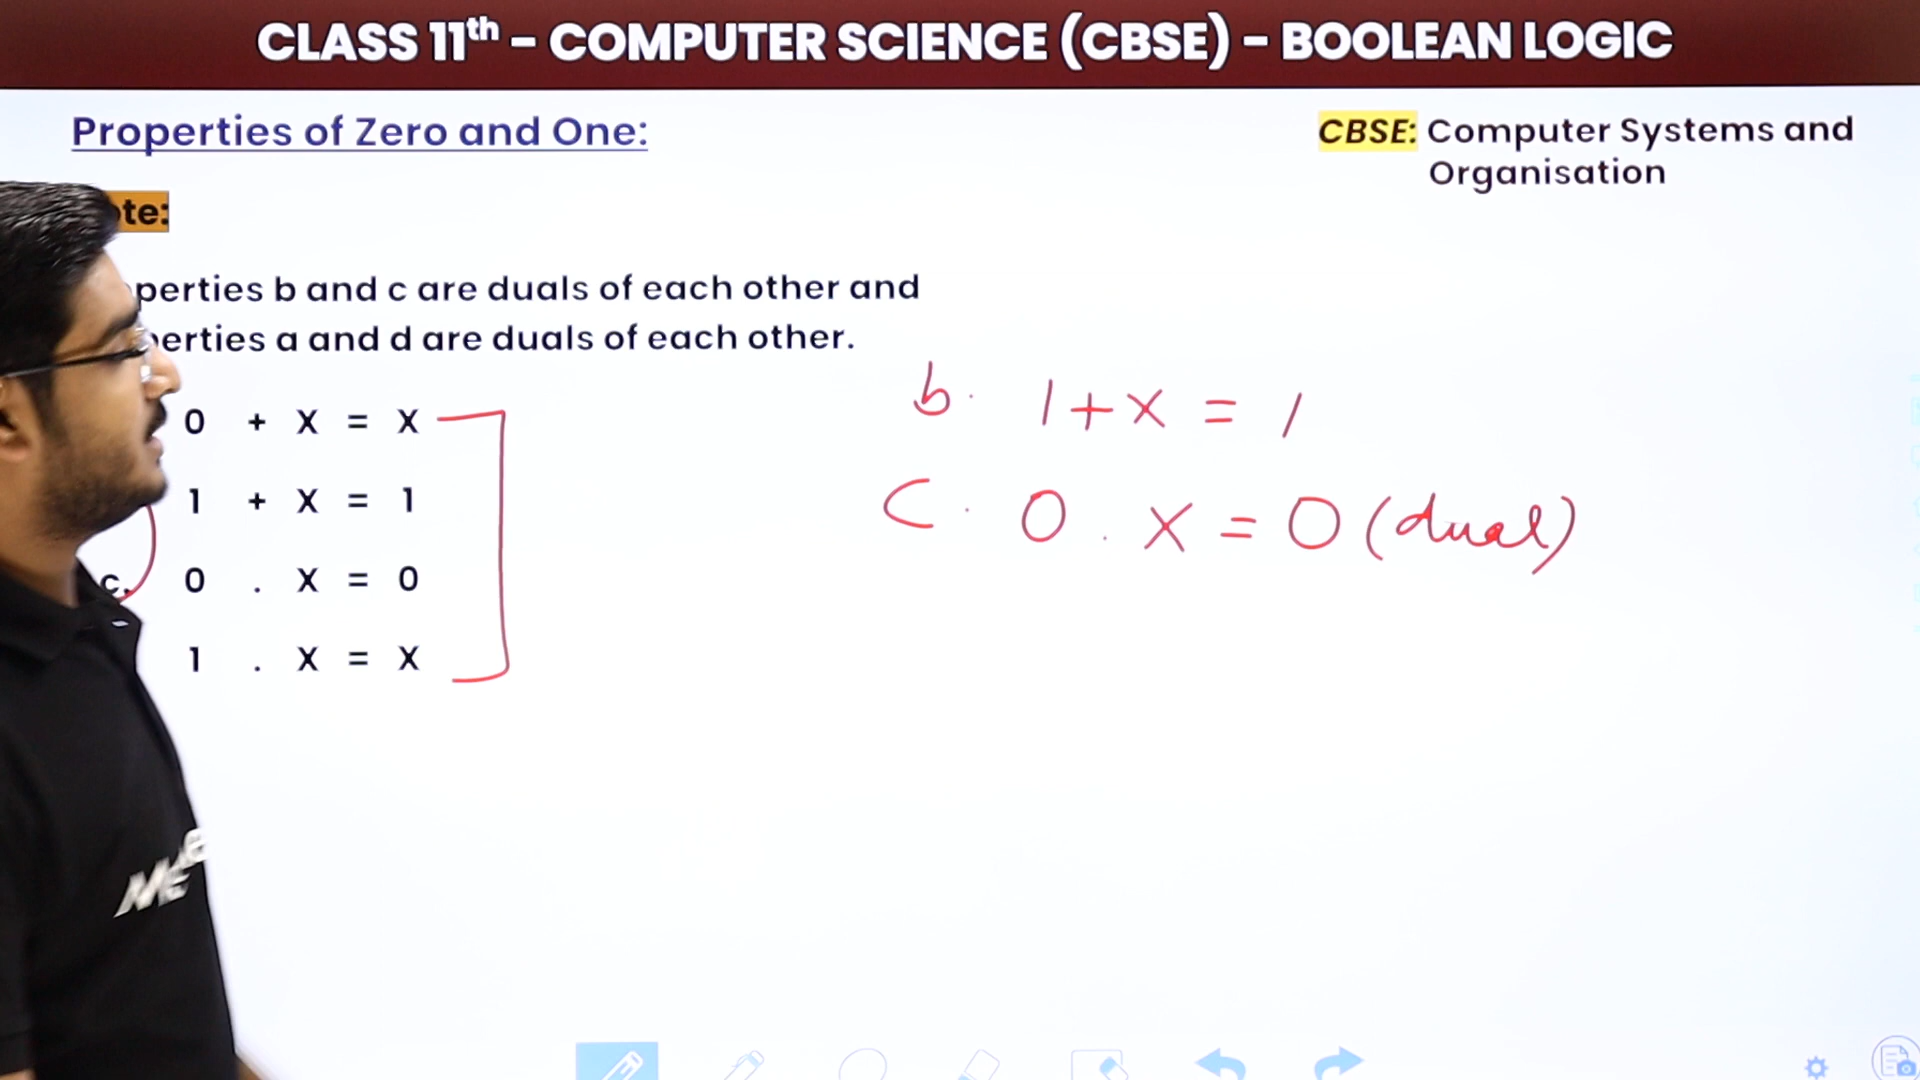 CLASS 11th - COMPUTER SCIENCE (CBSE) - BOOLEAN LOGIC
Properties of Zero and One:
CBSE: Computer Systems and
Organisation
te:
perties b and c are duals of each other and
erties a and d are duals of each other.
0 + X = X
1 + X = 1
c. 0 . X = 0
1 . X = X
b. 1 + X = 1
C. 0 . X = 0 (dual)